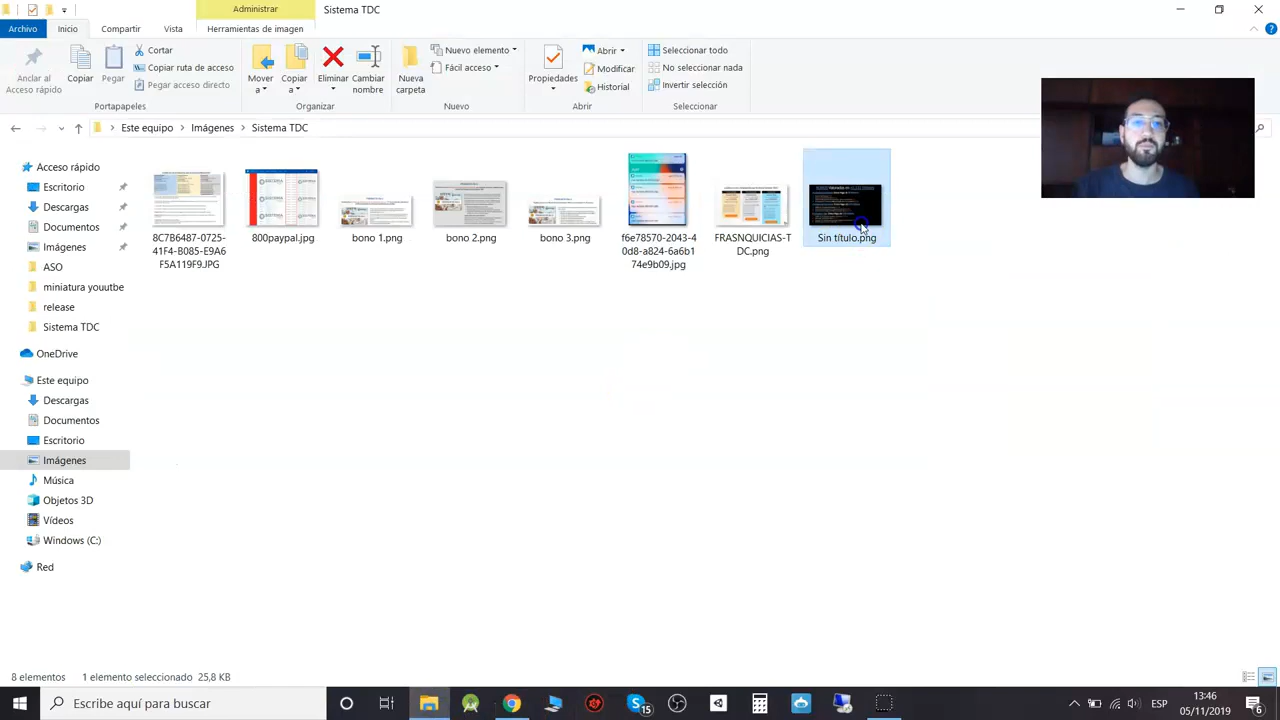 Administrar
Sistema TDC
Archivo
Inicio
Compartir
Vista
Herramientas de imagen
Anclar al
Acceso rápido
Copiar
Pegar
Cortar
Copiar ruta de acceso
Pegar acceso directo
Portapapeles
Mover
a
Copiar
a
Eliminar
Cambiar
nombre
Organizar
Nueva
carpeta
Nuevo elemento
Fácil acceso
Nuevo
Propiedades
Abrir
Modificar
Historial
Abrir
Seleccionar todo
No seleccionar nada
Invertir selección
Seleccionar
Este equipo
Imágenes
Sistema TDC
Acceso rápido
Escritorio
Descargas
Documentos
Imágenes
ASO
miniatura youutbe
release
Sistema TDC
OneDrive
Este equipo
Descargas
Documentos
Escritorio
Imágenes
Música
Objetos 3D
Vídeos
Windows (C:)
Red
8C7B6487-0725-
41F4-B085-E9A6
F5A119F9.JPG
800paypal.jpg
bono 1.png
bono 2.png
bono 3.png
f6e78570-2043-4
0d8-a824-6a6b1
74e9b09.jpg
FRASNQUICIAS-T
DC.png
Sin título.png
8 elementos
1 elemento seleccionado 25,8 KB
Escribe aquí para buscar
15
ESP
13:46
05/11/2019
6